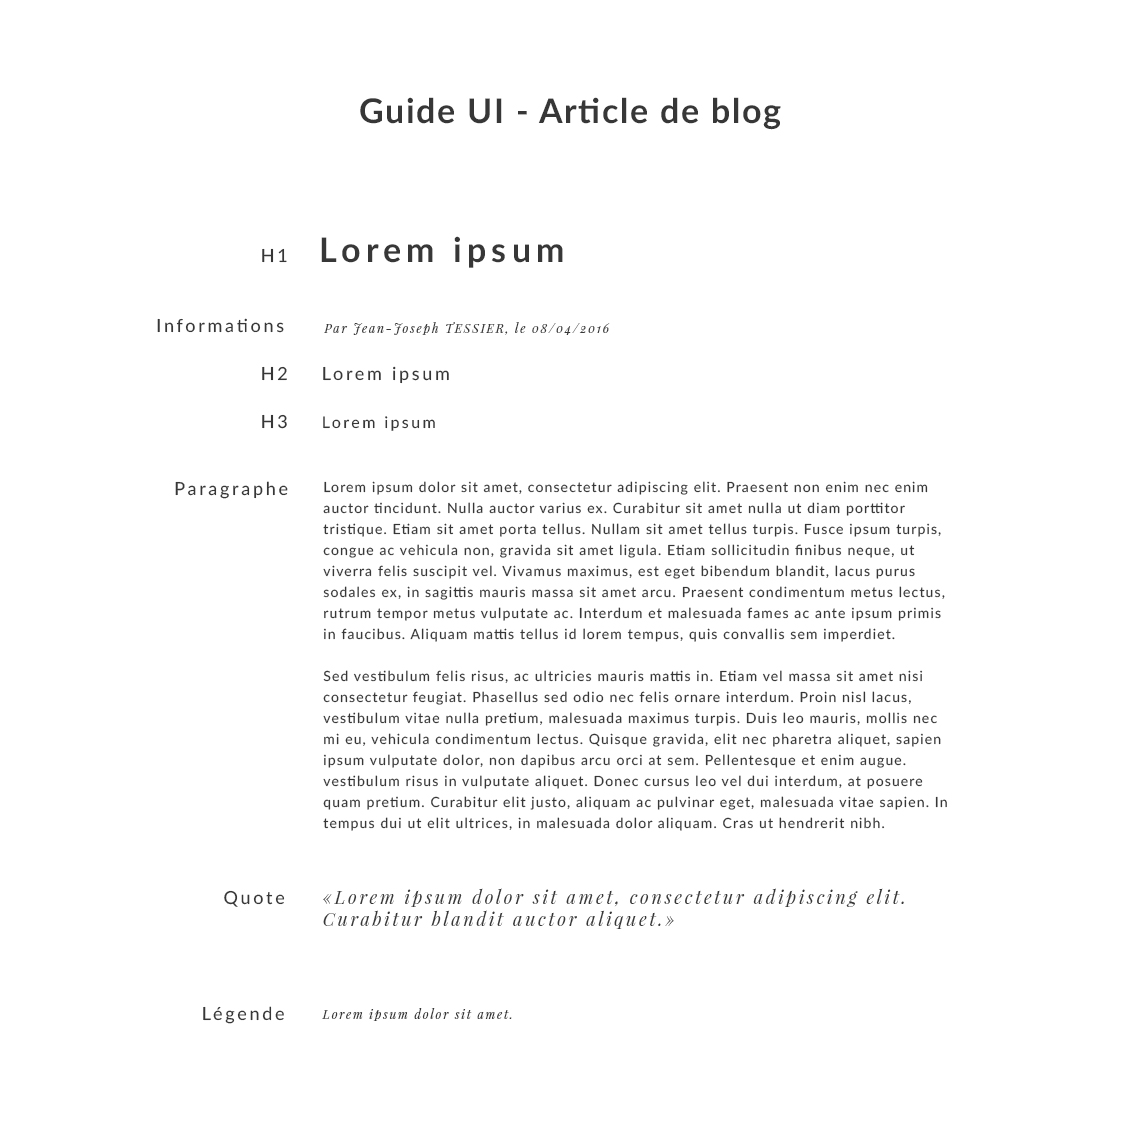 Guide UI - Article de blog
H1 Lorem ipsum
Informations Par Jean-Joseph TESSIER, le 08/04/2016
H2 Lorem ipsum
H3 Lorem ipsum
Paragraphe Lorem ipsum dolor sit amet, consectetur adipiscing elit. Praesent non enim nec enim
auctor tincidunt. Nulla auctor varius ex. Curabitur sit amet nulla ut diam porttitor
tristique. Etiam sit amet porta tellus. Nullam sit amet tellus turpis. Fusce ipsum turpis,
congue ac vehicula non, gravida sit amet ligula. Etiam sollicitudin finibus neque, ut
viverra felis suscipit vel. Vivamus maximus, est eget bibendum blandit, lacus purus
sodales ex, in sagittis mauris massa sit amet arcu. Praesent condimentum metus lectus,
rutrum tempor metus vulputate ac. Interdum et malesuada fames ac ante ipsum primis
in faucibus. Aliquam mattis tellus id lorem tempus, quis convallis sem imperdiet.
Sed vestibulum felis risus, ac ultricies mauris mattis in. Etiam vel massa sit amet nisi
consectetur feugiat. Phasellus sed odio nec felis ornare interdum. Proin nisl lacus,
vestibulum vitae nulla pretium, malesuada maximus turpis. Duis leo mauris, mollis nec
mi eu, vehicula condimentum lectus. Quisque gravida, elit nec pharetra aliquet, sapien
ipsum vulputate dolor, non dapibus arcu orci at sem. Pellentesque et enim augue.
vestibulum risus in vulputate aliquet. Donec cursus leo vel dui interdum, at posuere
quam pretium. Curabitur elit justo, aliquam ac pulvinar eget, malesuada vitae sapien. In
tempus dui ut elit ultrices, in malesuada dolor aliquam. Cras ut hendrerit nibh.
Quote «Lorem ipsum dolor sit amet, consectetur adipiscing elit.
Curabitur blandit auctor aliquet.»
Légende Lorem ipsum dolor sit amet.